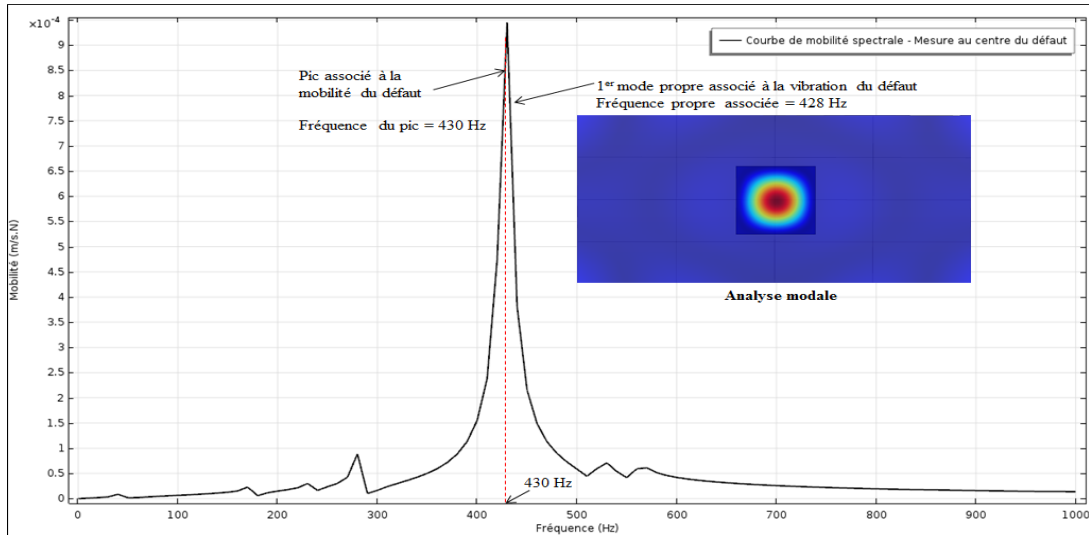 ×10⁻⁴
9
8.5
8
7.5
7
6.5
6
5.5
5
4.5
4
3.5
3
2.5
2
1.5
1
0.5
0
Mobilité (m/s.N)
Courbe de mobilité spectrale - Mesure au centre du défaut
Pic associé à la
mobilité du défaut
Fréquence du pic = 430 Hz
1er mode propre associé à la vibration du défaut
Fréquence propre associée = 428 Hz
Analyse modale
430 Hz
0 100 200 300 400 500 600 700 800 900 1000
Fréquence (Hz)